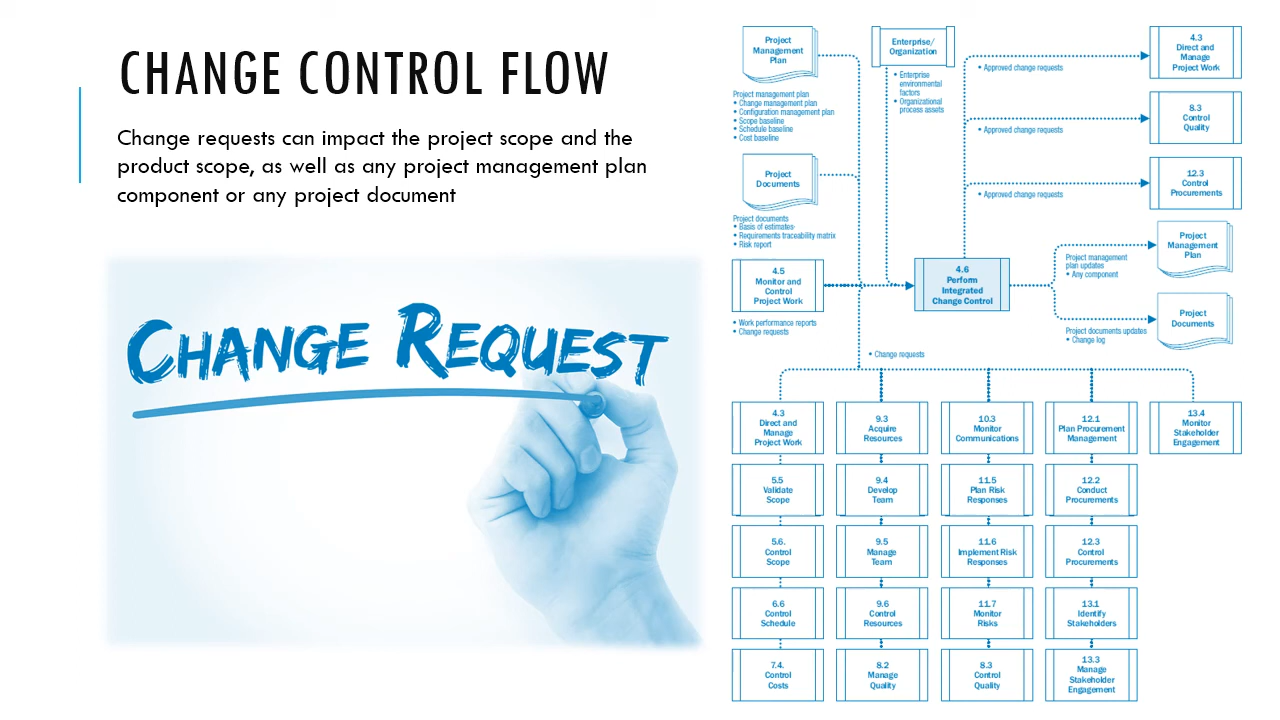 CHANGE CONTROL FLOW
Change requests can impact the project scope and the
product scope, as well as any project management plan
component or any project document
CHANGE REQUEST
Project
Management
Plan
Project management plan
• Change management plan
• Configuration management plan
• Scope baseline
• Schedule baseline
• Cost baseline
Project
Documents
Project documents
• Basis of estimates
• Requirements traceability matrix
• Risk report
4.5
Monitor and
Control
Project Work
• Work performance reports
• Change requests
Enterprise/
Organization
• Enterprise
environmental
factors
• Organizational
process assets
4.6
Perform
Integrated
Change Control
• Approved change requests
4.3
Direct and
Manage
Project Work
• Approved change requests
8.3
Control
Quality
• Approved change requests
12.3
Control
Procurements
Project management
plan updates
• Any component
Project
Management
Plan
Project documents updates
• Change log
Project
Documents
• Change requests
4.3
Direct and
Manage
Project Work
5.5
Validate
Scope
5.6.
Control
Scope
6.6
Control
Schedule
7.4.
Control
Costs
9.3
Acquire
Resources
9.4
Develop
Team
9.5
Manage
Team
9.6
Control
Resources
8.2
Manage
Quality
10.3
Monitor
Communications
11.5
Plan Risk
Responses
11.6
Implement Risk
Responses
11.7
Monitor
Risks
8.3
Control
Quality
12.1
Plan Procurement
Management
12.2
Conduct
Procurements
12.3
Control
Procurements
13.1
Identify
Stakeholders
13.3
Manage
Stakeholder
Engagement
13.4
Monitor
Stakeholder
Engagement